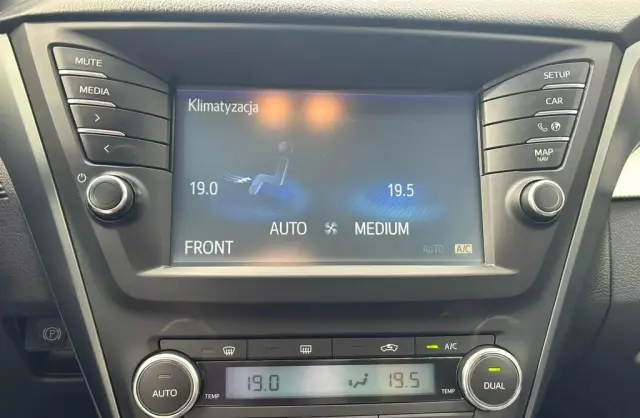 MUTE
MEDIA
>
<
SETUP
CAR
MAP
NAV
Klimatyzacja
19.0
19.5
AUTO MEDIUM
FRONT
AUTO A/C
A/C
AUTO
TEMP
19.0 19.5
TEMP
DUAL